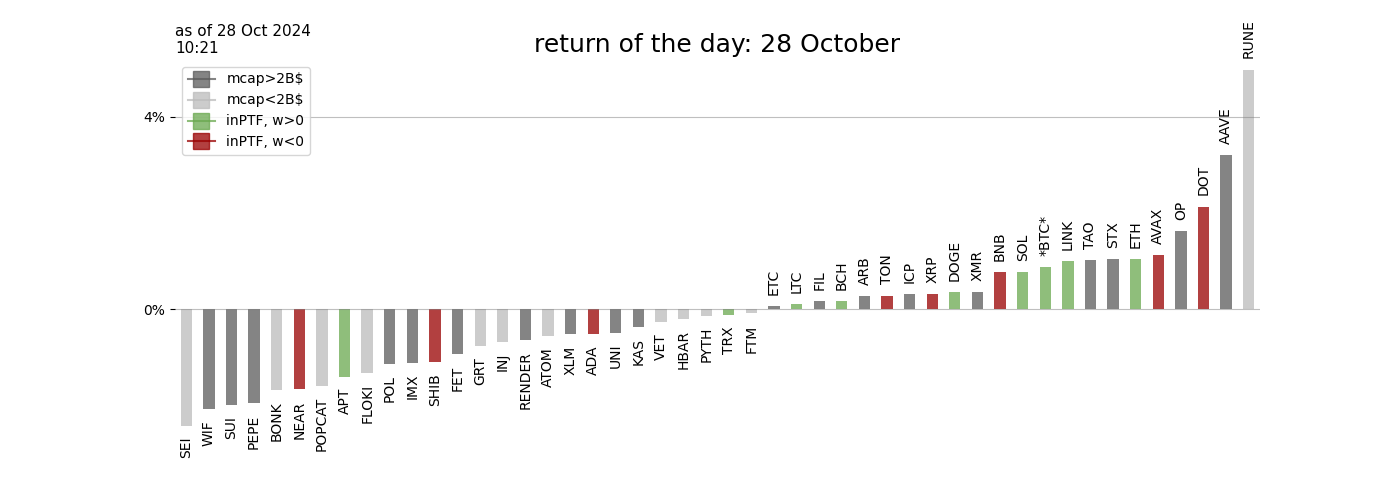 as of 28 Oct 2024
10:21
return of the day: 28 October
mcap>2B$
mcap<2B$
inPTF, w>0
inPTF, w<0
4%
0%
SEI
WIF
SUI
PEPE
BONK
NEAR
POPCAT
APT
FLOKI
POL
IMX
SHIB
FET
GRT
INJ
RENDER
ATOM
XLM
ADA
UNI
KAS
VET
HBAR
PYTH
TRX
FTM
ETC
LTC
FIL
BCH
ARB
TON
ICP
XRP
DOGE
XMR
BNB
SOL
*BTC*
LINK
TAO
STX
ETH
AVAX
OP
DOT
AAVE
RUNE